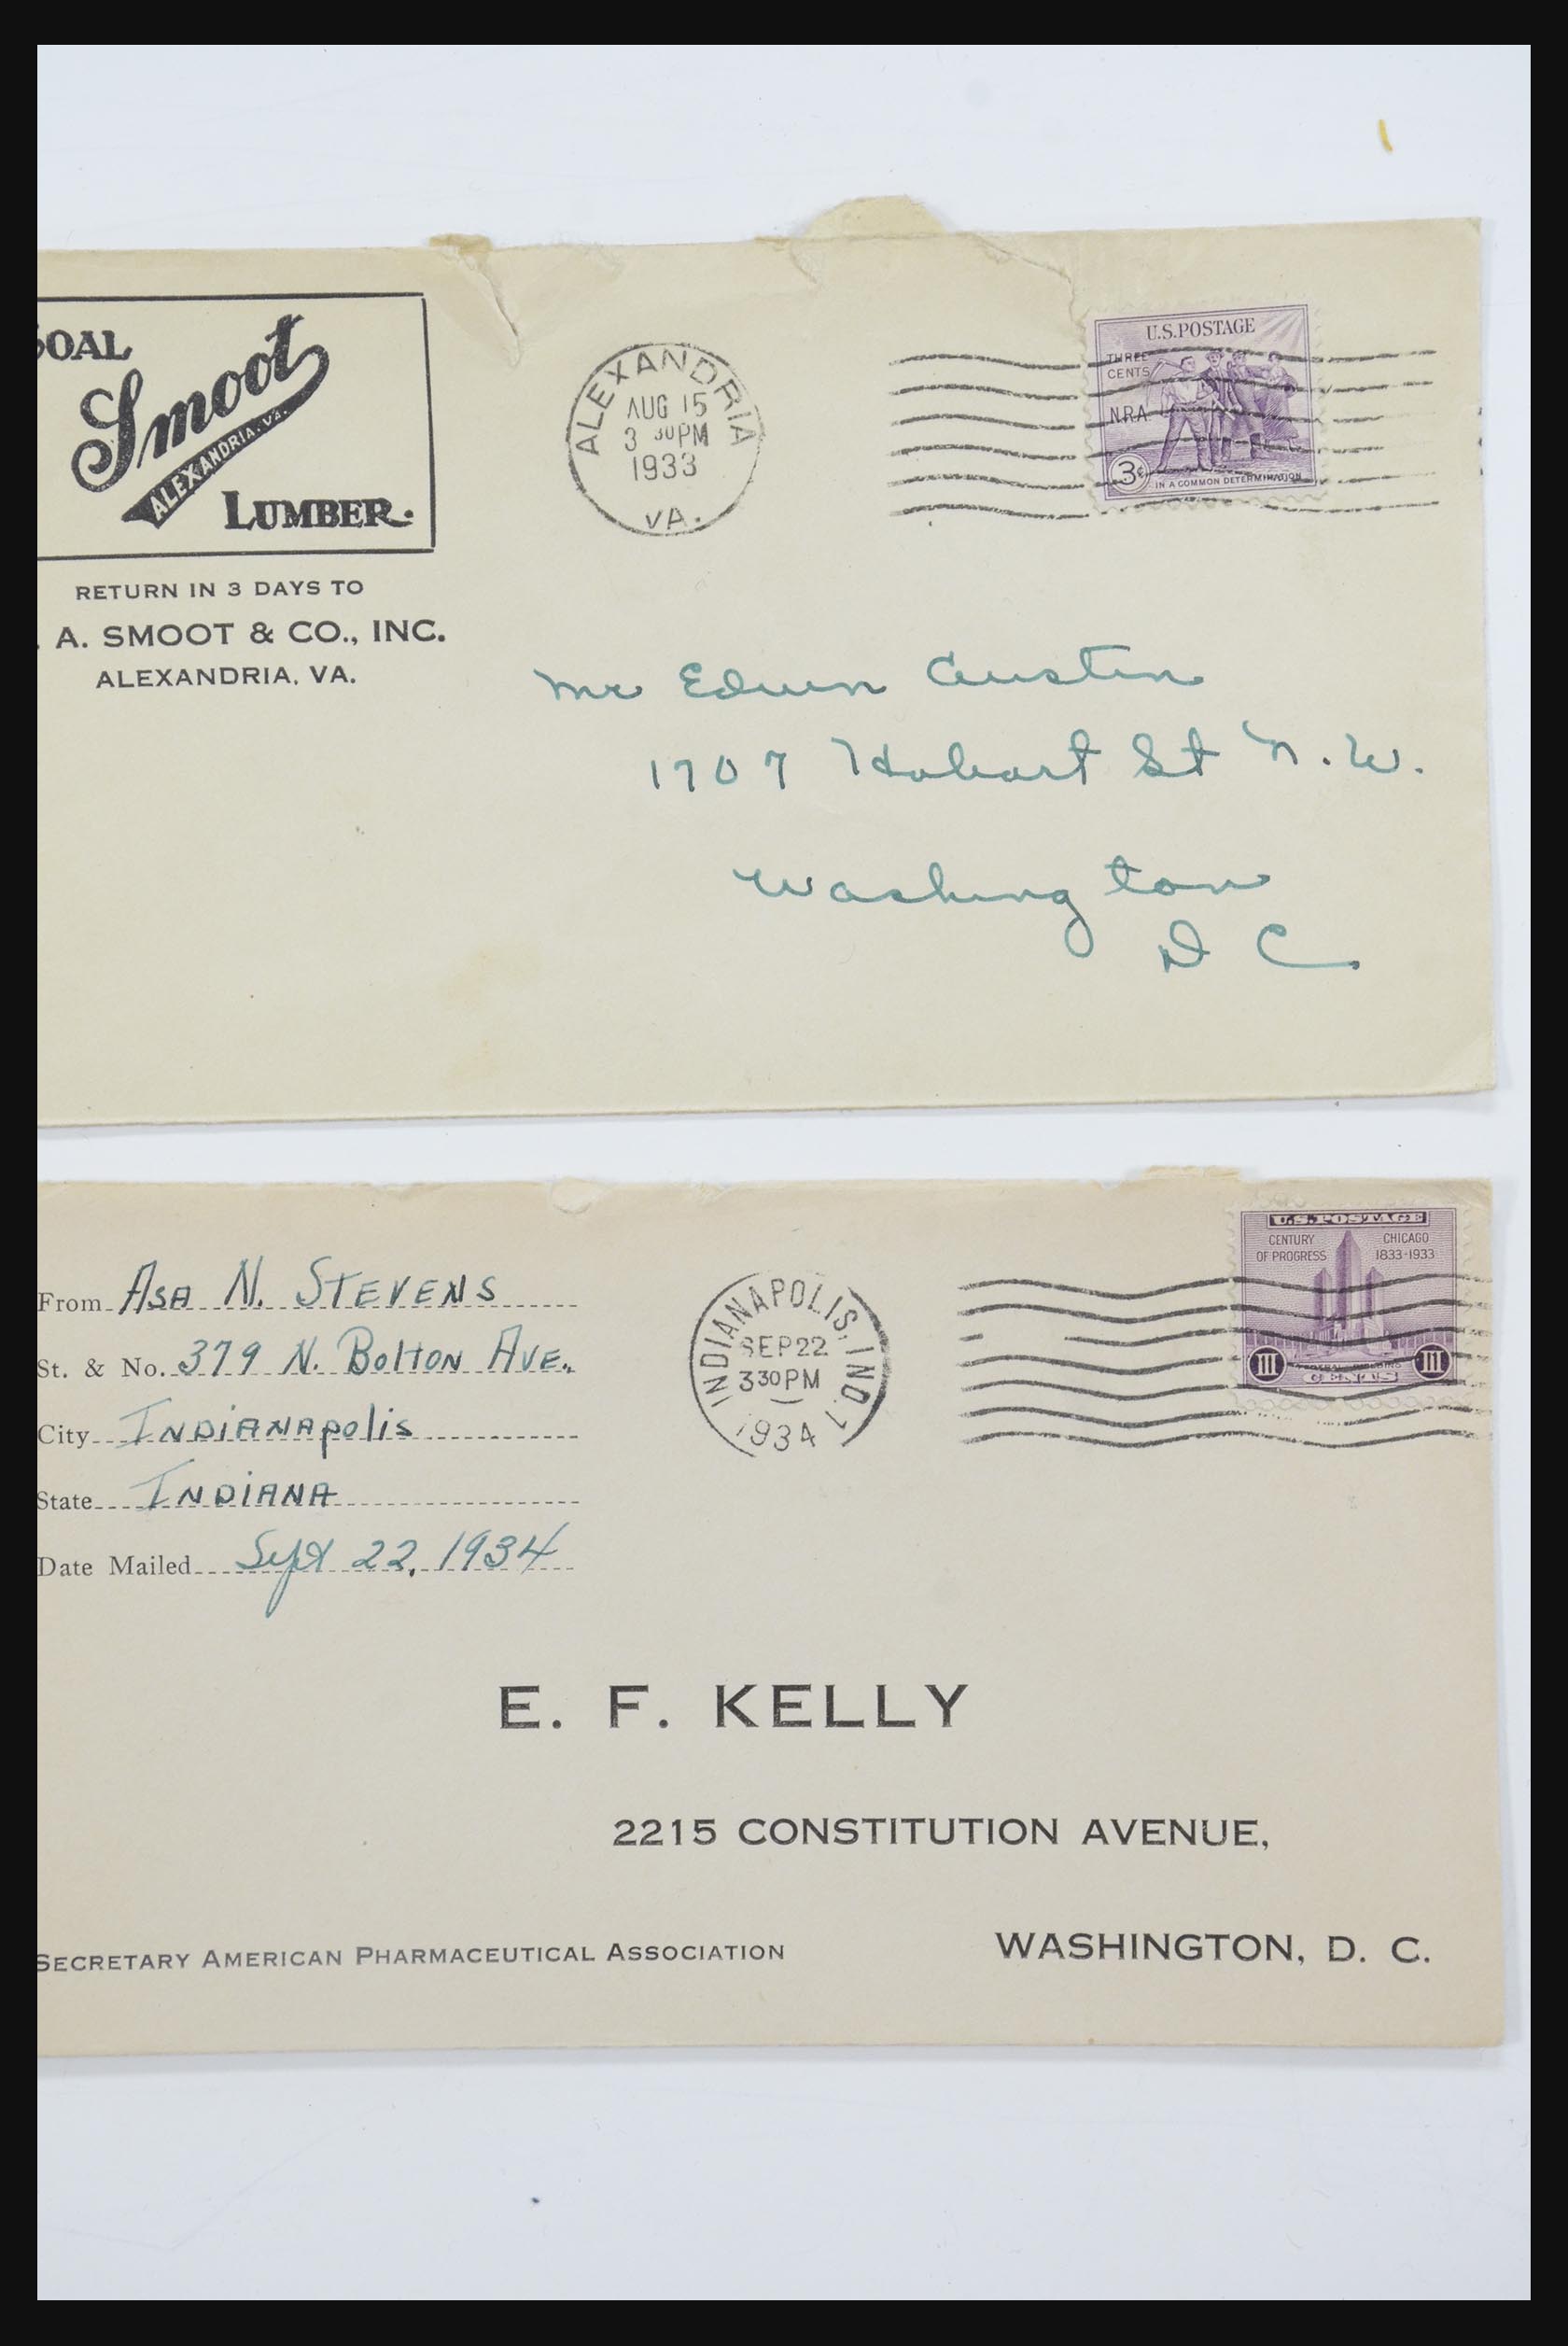 OAL
Smoot
ALEXANDRIA, VA.
LUMBER.
RETURN IN 3 DAYS TO
. A. SMOOT & CO., INC.
ALEXANDRIA, VA.
ALEXANDRIA
AUG 15
3 30PM
1933
VA.
U.S. POSTAGE
THREE
CENTS
N.R.A.
3¢
IN A COMMON DETERMINATION
Mr Edwin Austin
1707 Hobart St N.W.
Washington
D C
From Asa N. Stevens
St. & No. 379 N. Bolton Ave.
City Indianapolis
State Indiana
Date Mailed Sept 22, 1934
INDIANAPOLIS, IND. 1
SEP 22
330PM
1934
U.S. POSTAGE
CENTURY OF PROGRESS
CHICAGO 1833-1933
III
FEDERAL BUILDING
III
CENTS
E. F. KELLY
2215 CONSTITUTION AVENUE,
SECRETARY AMERICAN PHARMACEUTICAL ASSOCIATION
WASHINGTON, D. C.